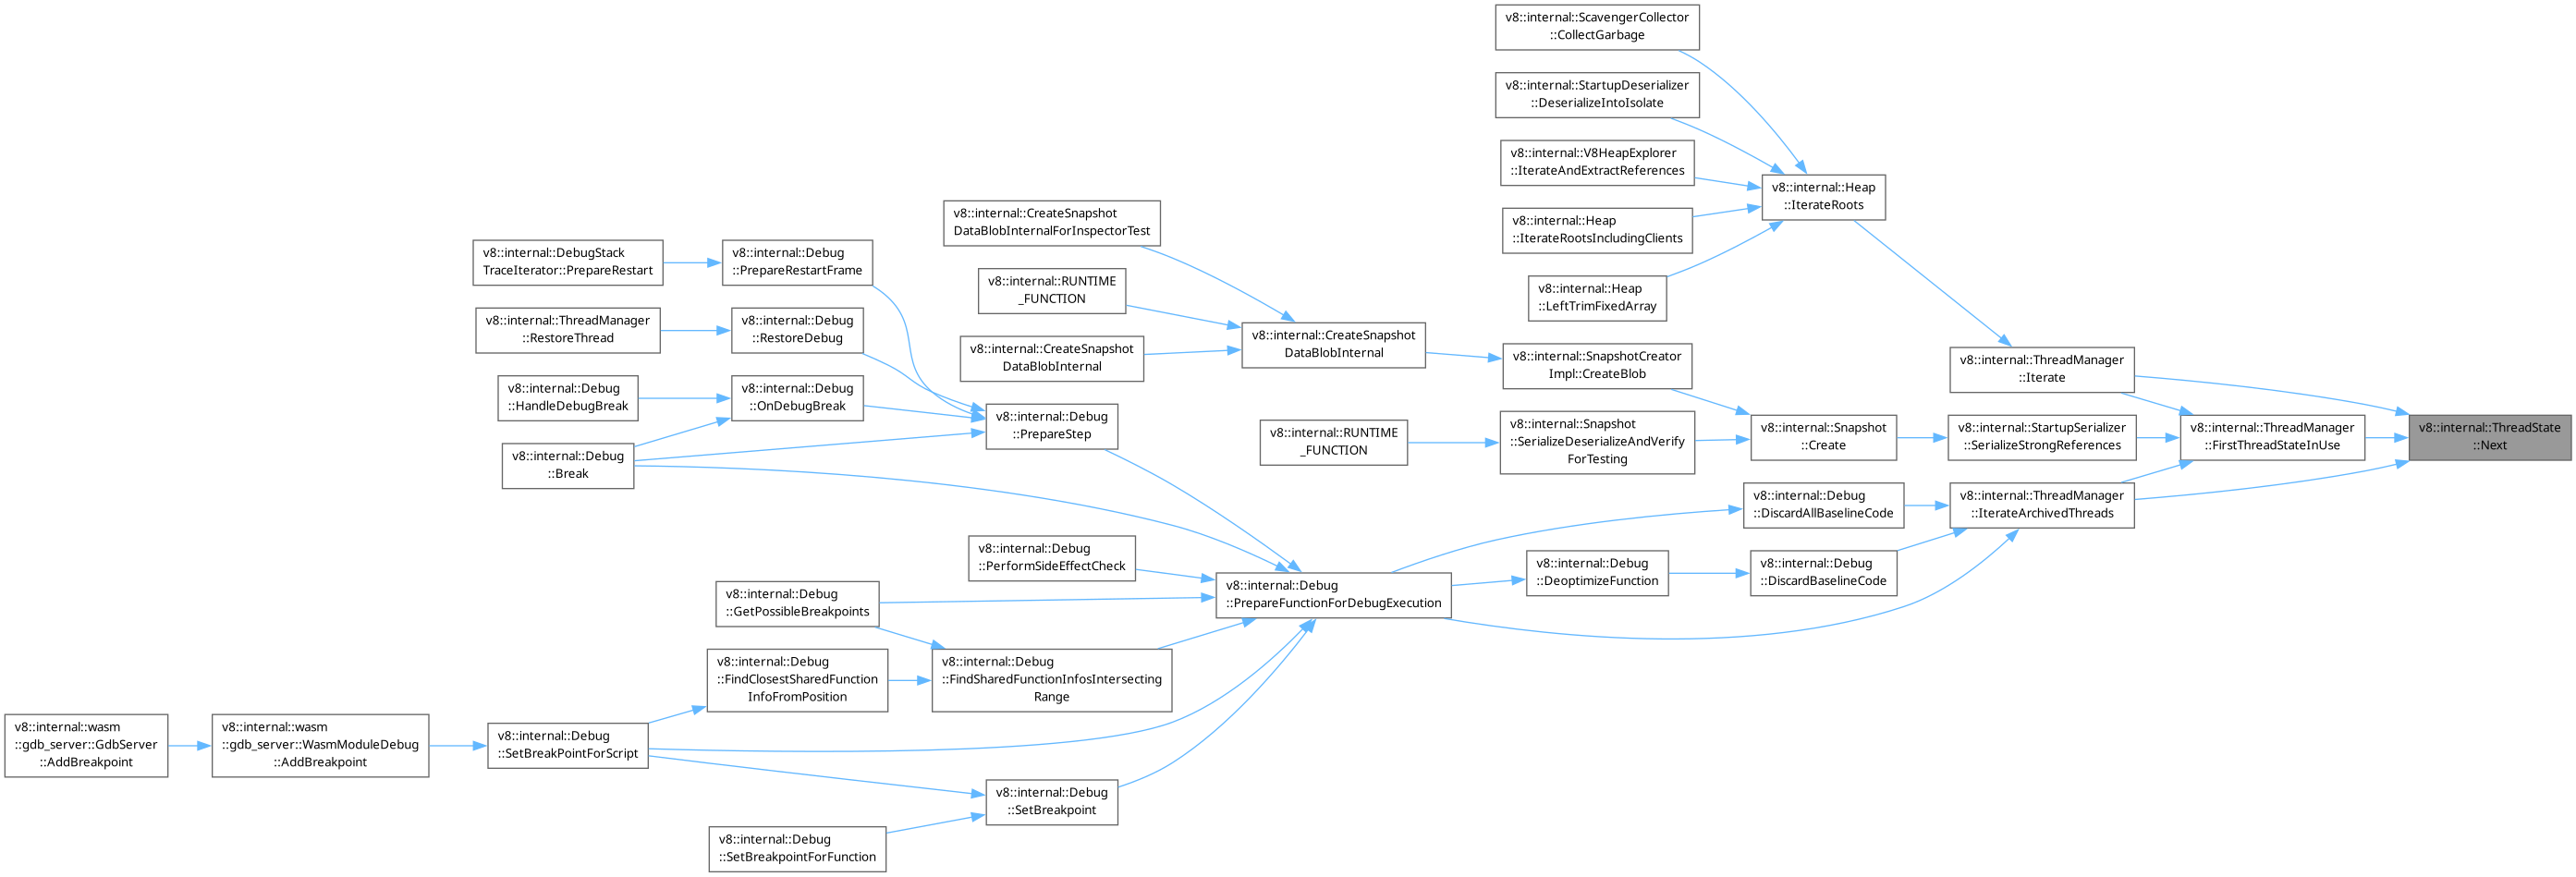 v8::internal::ScavengerCollector
::CollectGarbage
v8::internal::StartupDeserializer
::DeserializeIntoIsolate
v8::internal::V8HeapExplorer
::IterateAndExtractReferences
v8::internal::Heap
::IterateRoots
v8::internal::Heap
::IterateRootsIncludingClients
v8::internal::Heap
::LeftTrimFixedArray
v8::internal::CreateSnapshot
DataBlobInternalForInspectorTest
v8::internal::RUNTIME
_FUNCTION
v8::internal::CreateSnapshot
DataBlobInternal
v8::internal::CreateSnapshot
DataBlobInternal
v8::internal::SnapshotCreator
Impl::CreateBlob
v8::internal::ThreadManager
::Iterate
v8::internal::DebugStack
TraceIterator::PrepareRestart
v8::internal::Debug
::PrepareRestartFrame
v8::internal::ThreadManager
::RestoreThread
v8::internal::Debug
::RestoreDebug
v8::internal::Debug
::HandleDebugBreak
v8::internal::Debug
::OnDebugBreak
v8::internal::Debug
::PrepareStep
v8::internal::Debug
::Break
v8::internal::RUNTIME
_FUNCTION
v8::internal::Snapshot
::SerializeDeserializeAndVerify
ForTesting
v8::internal::Snapshot
::Create
v8::internal::StartupSerializer
::SerializeStrongReferences
v8::internal::ThreadManager
::FirstThreadStateInUse
v8::internal::ThreadState
::Next
v8::internal::Debug
::DiscardAllBaselineCode
v8::internal::ThreadManager
::IterateArchivedThreads
v8::internal::Debug
::PerformSideEffectCheck
v8::internal::Debug
::PrepareFunctionForDebugExecution
v8::internal::Debug
::DeoptimizeFunction
v8::internal::Debug
::DiscardBaselineCode
v8::internal::Debug
::GetPossibleBreakpoints
v8::internal::Debug
::FindClosestSharedFunction
InfoFromPosition
v8::internal::Debug
::FindSharedFunctionInfosIntersecting
Range
v8::internal::wasm
::gdb_server::GdbServer
::AddBreakpoint
v8::internal::wasm
::gdb_server::WasmModuleDebug
::AddBreakpoint
v8::internal::Debug
::SetBreakPointForScript
v8::internal::Debug
::SetBreakpoint
v8::internal::Debug
::SetBreakpointForFunction